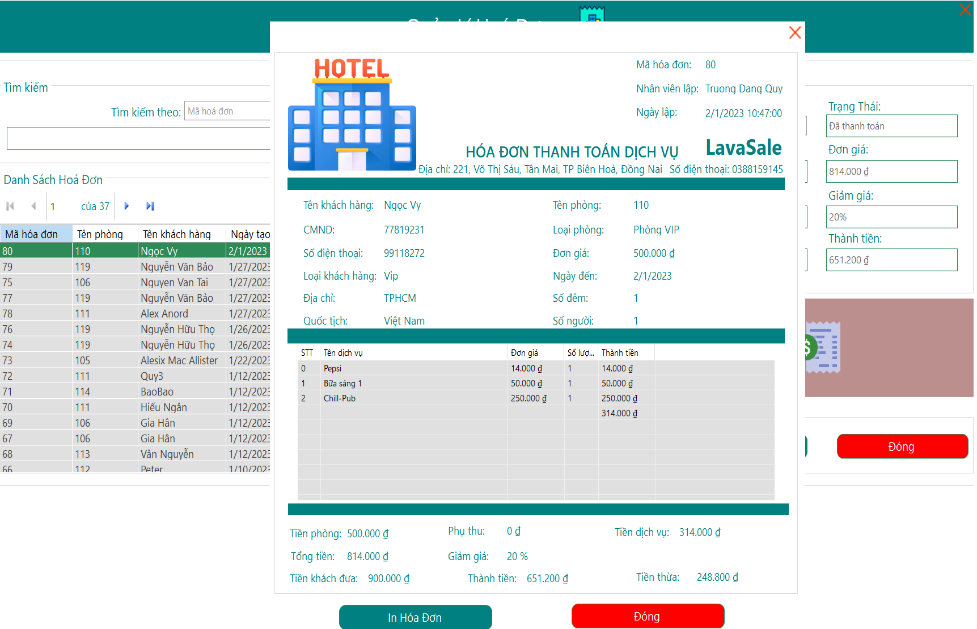 Tìm kiếm
Tìm kiếm theo: Mã hoá đơn
Danh Sách Hoá Đơn
1 của 37
Mã hóa đơn Tên phòng Tên khách hàng Ngày tạo
80 110 Ngọc Vy 2/1/2023
79 119 Nguyễn Văn Bảo 1/27/2023
75 106 Nguyen Van Tai 1/27/2023
77 119 Nguyễn Văn Bảo 1/27/2023
78 111 Alex Anord 1/27/2023
76 119 Nguyễn Hữu Thọ 1/26/2023
74 119 Nguyễn Hữu Thọ 1/26/2023
73 105 Alesix Mac Allister 1/22/2023
72 111 Quy3 1/12/2023
71 114 BaoBao 1/12/2023
70 111 Hiếu Ngân 1/12/2023
69 106 Gia Hân 1/12/2023
67 106 Gia Hân 1/12/2023
68 113 Văn Nguyễn 1/12/2023
66 112 Peter 1/10/2023
HOTEL
Mã hóa đơn: 80
Nhân viên lập: Truong Dang Quy
Ngày lập: 2/1/2023 10:47:00
HÓA ĐƠN THANH TOÁN DỊCH VỤ LavaSale
Địa chỉ: 221, Võ Thị Sáu, Tân Mai, TP Biên Hoà, Đồng Nai Số điện thoại: 0388159145
Tên khách hàng: Ngọc Vy Tên phòng: 110
CMND: 77819231 Loại phòng: Phòng VIP
Số điện thoại: 99118272 Đơn giá: 500.000 ₫
Loại khách hàng: Vip Ngày đến: 2/1/2023
Địa chỉ: TPHCM Số đêm: 1
Quốc tịch: Việt Nam Số người: 1
STT Tên dịch vụ Đơn giá Số lượ... Thành tiền
0 Pepsi 14.000 ₫ 1 14.000 ₫
1 Bữa sáng 1 50.000 ₫ 1 50.000 ₫
2 Chill-Pub 250.000 ₫ 1 250.000 ₫
314.000 ₫
Tiền phòng: 500.000 ₫ Phụ thu: 0 ₫ Tiền dịch vụ: 314.000 ₫
Tổng tiền: 814.000 ₫ Giảm giá: 20 %
Tiền khách đưa: 900.000 ₫ Thành tiền: 651.200 ₫ Tiền thừa: 248.800 ₫
In Hóa Đơn Đóng
Trạng Thái:
Đã thanh toán
Đơn giá:
814.000 ₫
Giảm giá:
20%
Thành tiền:
651.200 ₫
$
Đóng